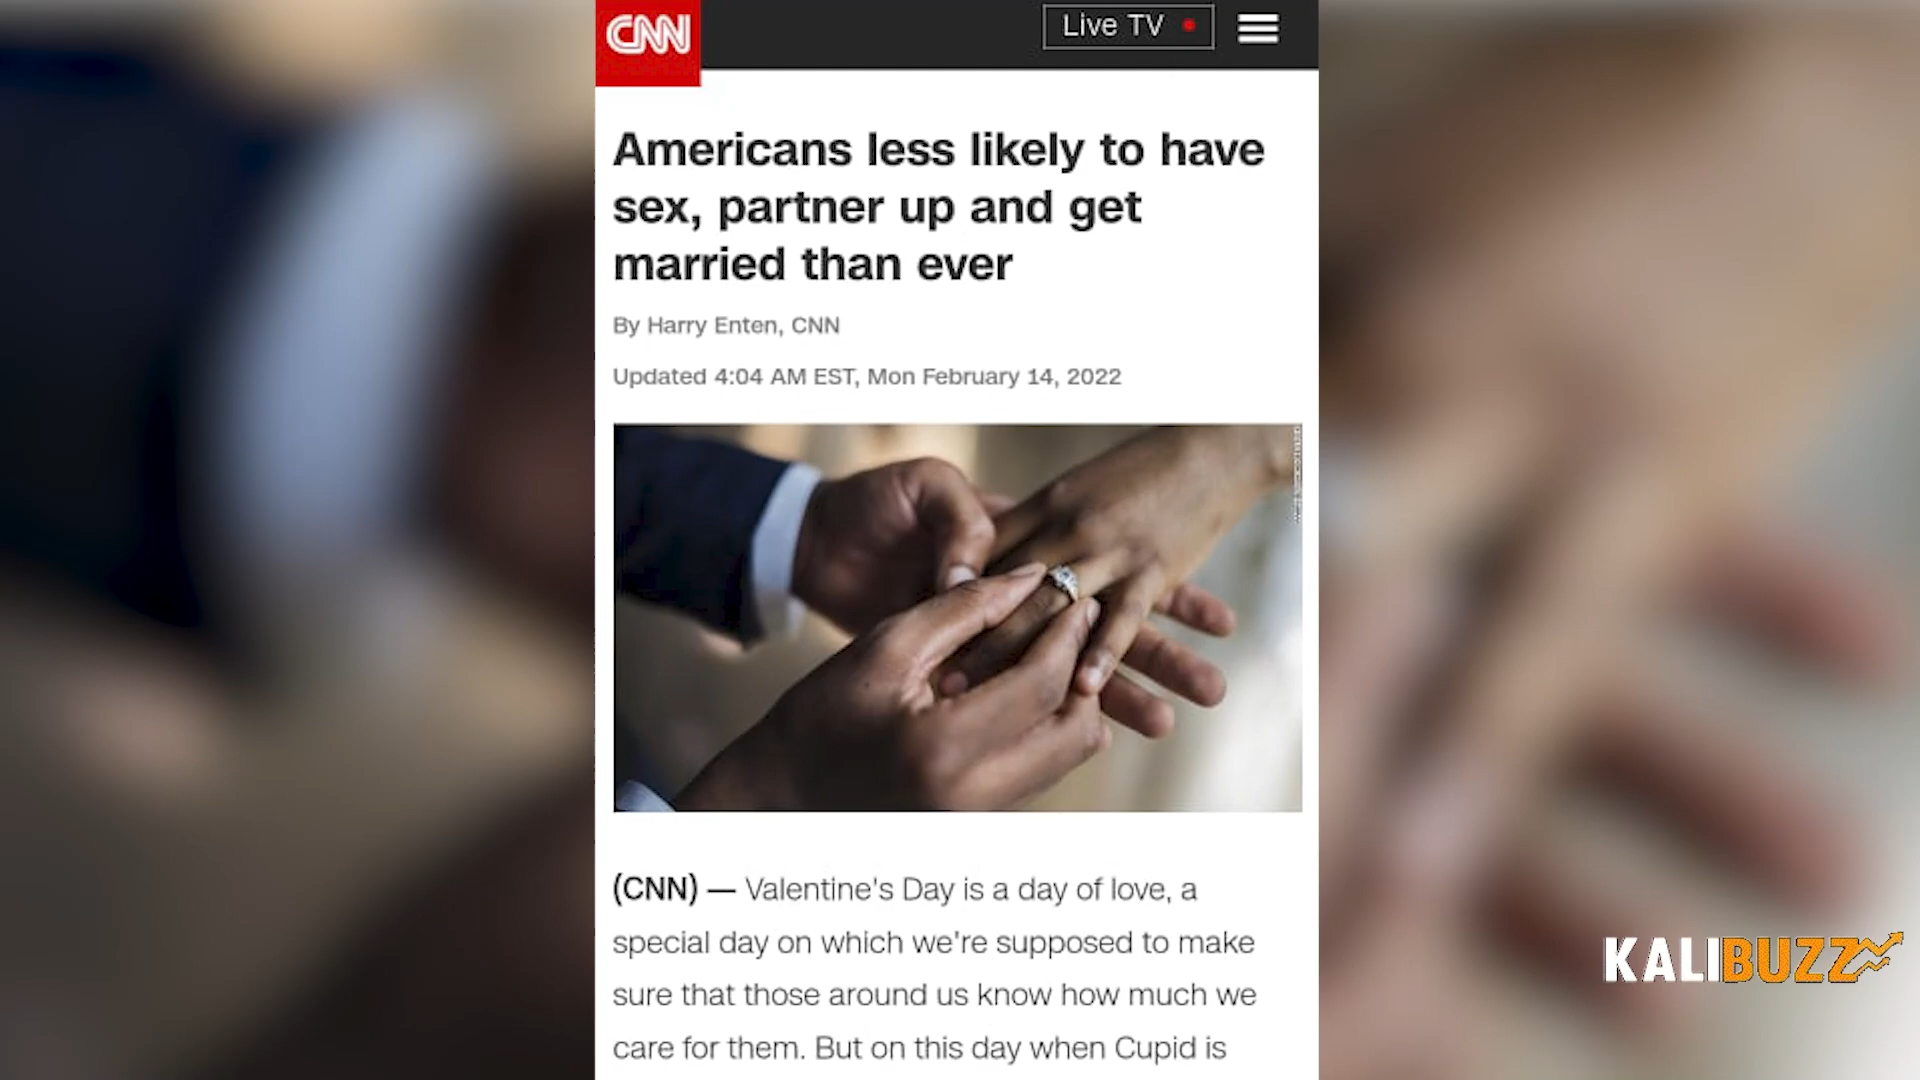 CNN
Live TV
Americans less likely to have
sex, partner up and get
married than ever
By Harry Enten, CNN
Updated 4:04 AM EST, Mon February 14, 2022
(CNN) — Valentine's Day is a day of love, a
special day on which we're supposed to make
sure that those around us know how much we
care for them. But on this day when Cupid is
KALIBUZZ